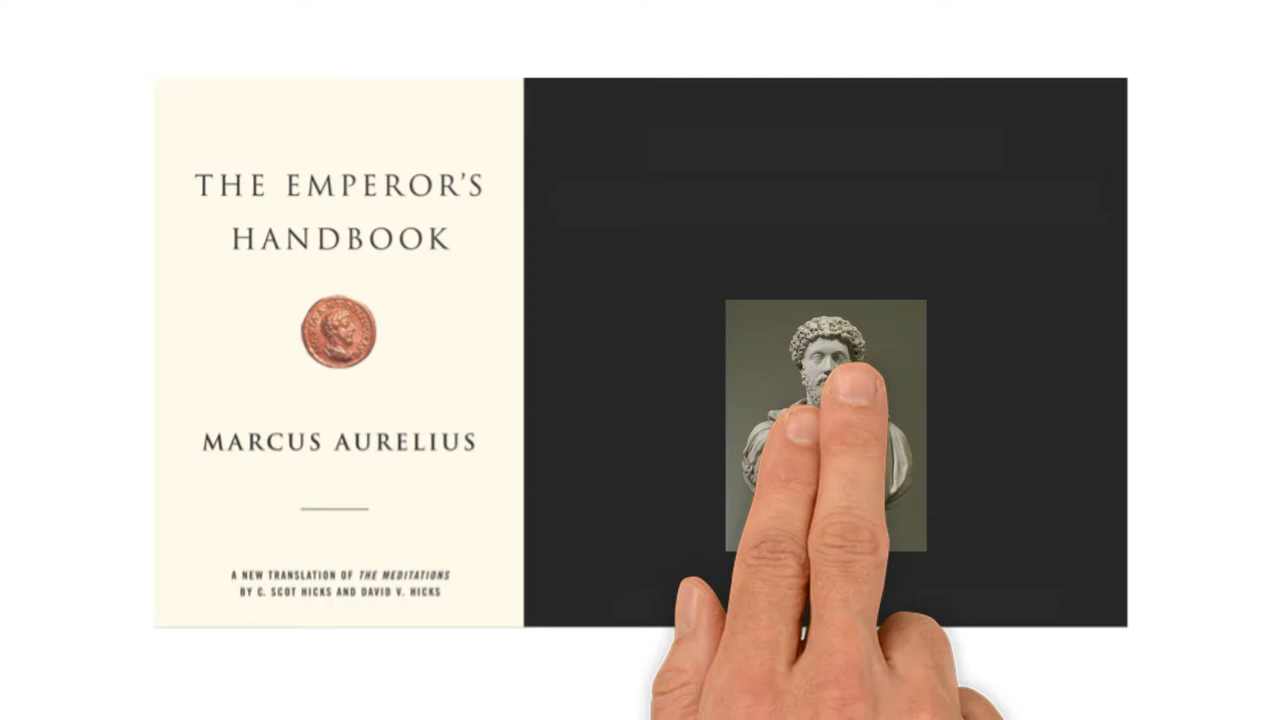 THE EMPEROR'S
HANDBOOK
MARCUS AURELIUS
A NEW TRANSLATION OF THE MEDITATIONS
BY C. SCOT HICKS AND DAVID V. HICKS